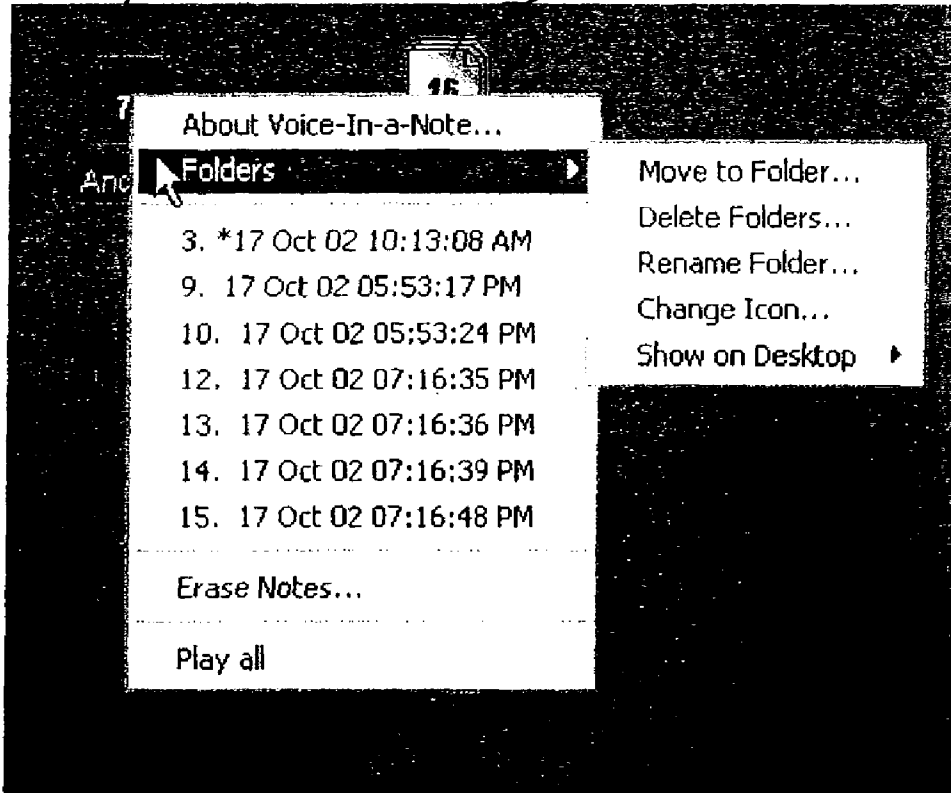 16
7
About Voice-In-a-Note...
Folders
3. *17 Oct 02 10:13:08 AM
9. 17 Oct 02 05:53:17 PM
10. 17 Oct 02 05:53:24 PM
12. 17 Oct 02 07:16:35 PM
13. 17 Oct 02 07:16:36 PM
14. 17 Oct 02 07:16:39 PM
15. 17 Oct 02 07:16:48 PM
Erase Notes...
Play all
Move to Folder...
Delete Folders...
Rename Folder...
Change Icon...
Show on Desktop